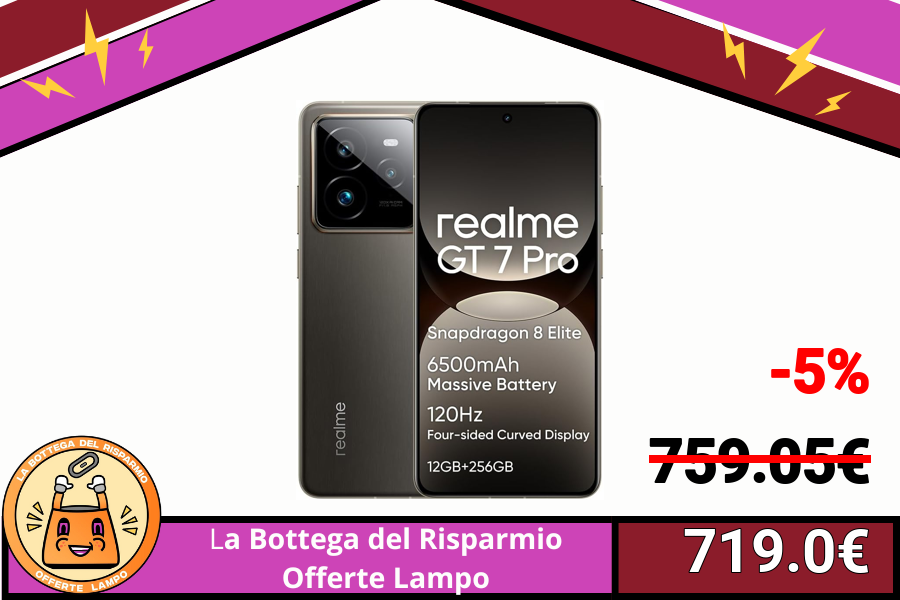 realme
GT 7 Pro
Snapdragon 8 Elite
6500mAh
Massive Battery
120Hz
Four-sided Curved Display
12GB+256GB
realme
-5%
759.05€
LA BOTTEGA DEL RISPARMIO
OFFERTE LAMPO
La Bottega del Risparmio
Offerte Lampo
719.0€